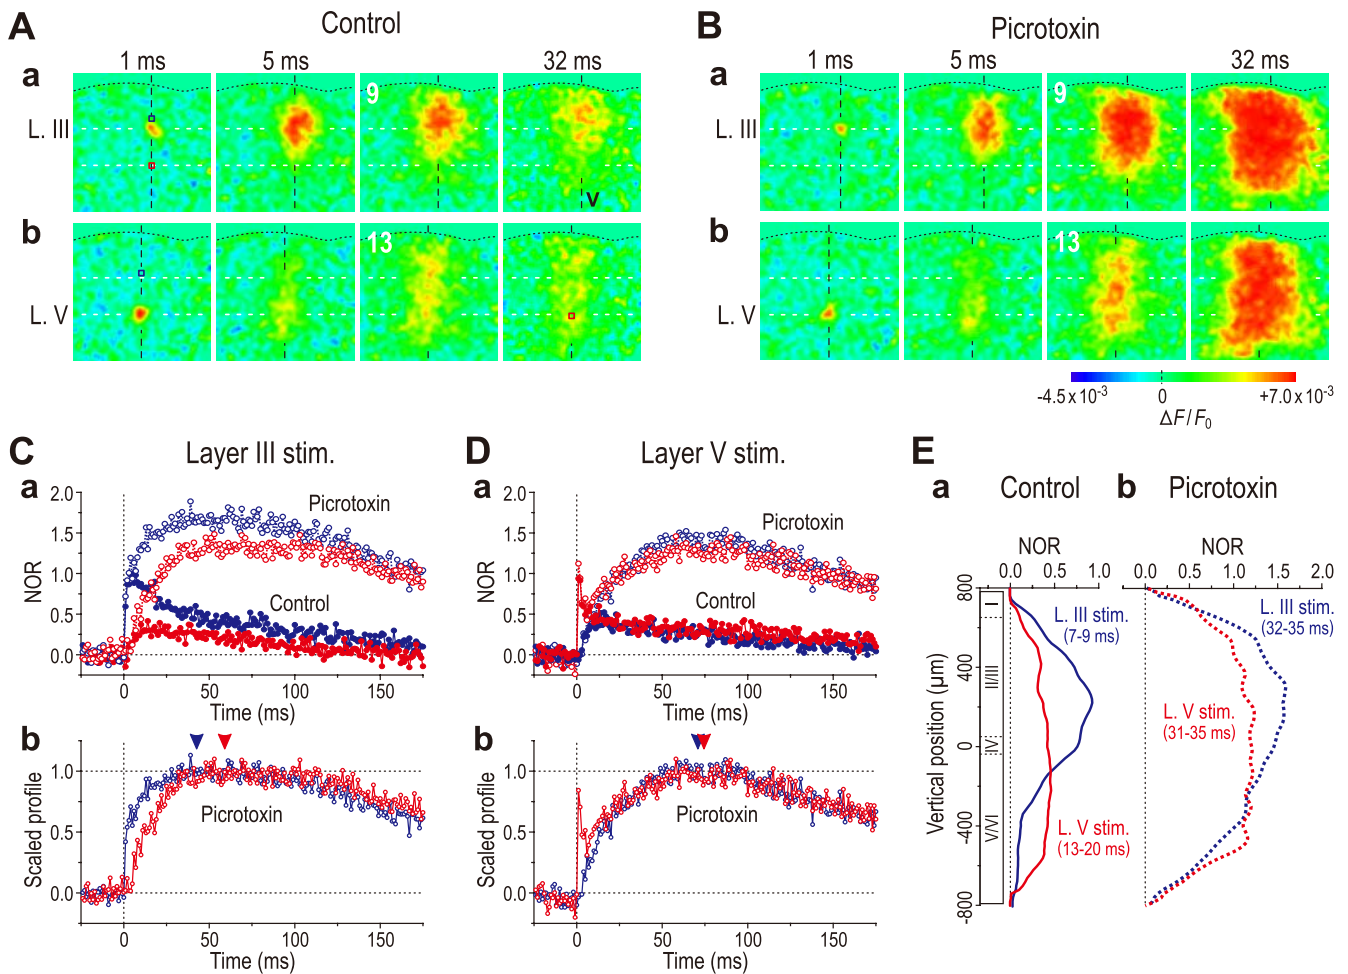 A Control
1 ms 5 ms 32 ms
a 9
L. III
V
b 13
L. V
B Picrotoxin
1 ms 5 ms 32 ms
a 9
L. III
b 13
L. V
-4.5 x 10⁻³ 0 +7.0 x 10⁻³
ΔF / F₀
C Layer III stim.
a
2.0
1.5
1.0
0.5
0.0
NOR
Picrotoxin
Control
0 50 100 150
Time (ms)
b
1.0
0.5
0.0
Scaled profile
Picrotoxin
0 50 100 150
Time (ms)
D Layer V stim.
a
2.0
1.5
1.0
0.5
0.0
NOR
Picrotoxin
Control
0 50 100 150
Time (ms)
b
1.0
0.5
0.0
Scaled profile
Picrotoxin
0 50 100 150
Time (ms)
E
a Control
NOR
0.0 0.5 1.0
800
400
0
-400
-800
Vertical position (µm)
I
II/III
IV
V/VI
L. III stim.
(7-9 ms)
L. V stim.
(13-20 ms)
b Picrotoxin
NOR
0.0 0.5 1.0 1.5 2.0
L. III stim.
(32-35 ms)
L. V stim.
(31-35 ms)